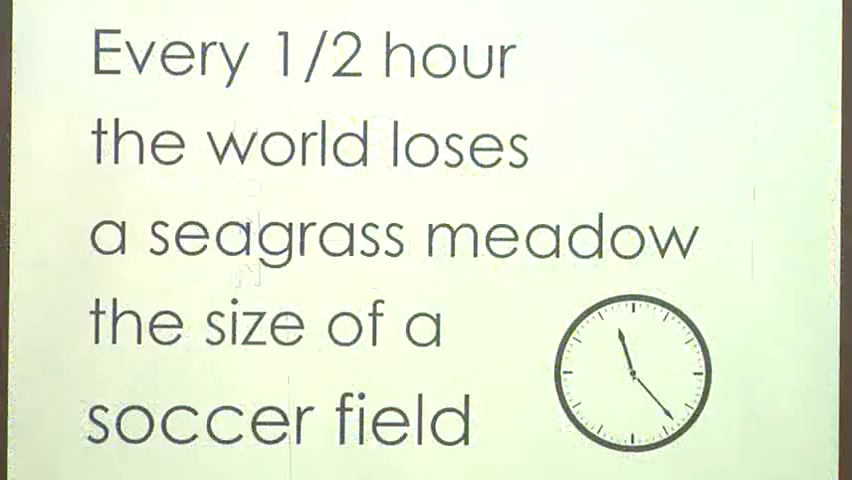 Every 1/2 hour
the world loses
a seagrass meadow
the size of a
soccer field